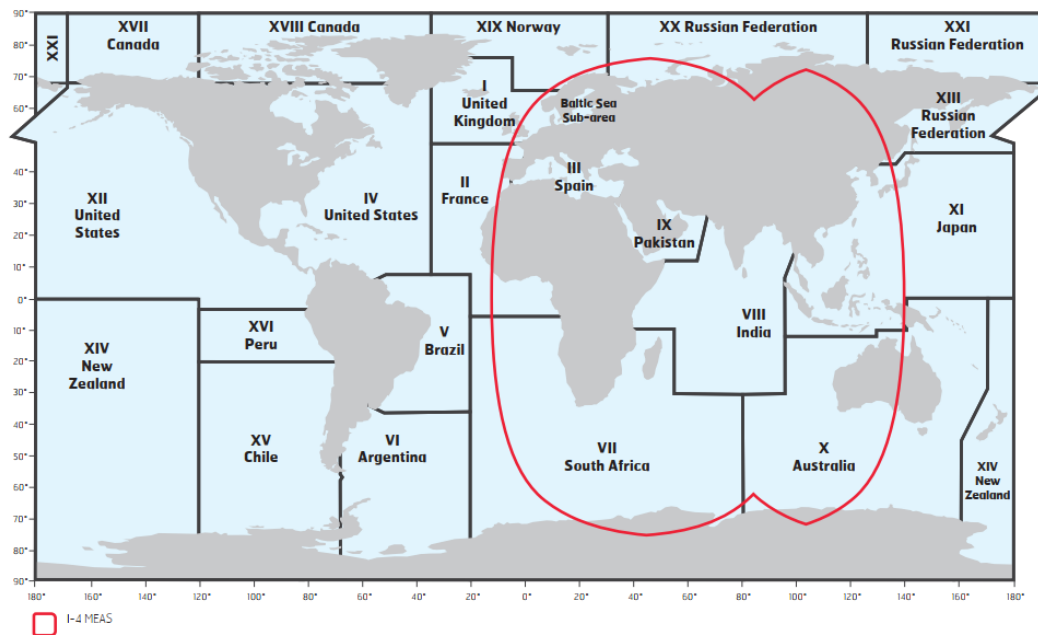 90°
80°
70°
60°
50°
40°
30°
20°
10°
0°
10°
20°
30°
40°
50°
60°
70°
80°
90°
XXI
XVII
Canada
XVIII Canada
XIX Norway
XX Russian Federation
XXI
Russian Federation
I
United
Kingdom
Baltic Sea
Sub-area
XIII
Russian
Federation
XII
United
States
IV
United States
II
France
III
Spain
IX
Pakistan
XI
Japan
XVI
Peru
V
Brazil
VIII
India
XIV
New
Zealand
XV
Chile
VI
Argentina
VII
South Africa
X
Australia
XIV
New
Zealand
180° 160° 140° 120° 100° 80° 60° 40° 20° 0° 20° 40° 60° 80° 100° 120° 140° 160° 180°
I-4 MEAS